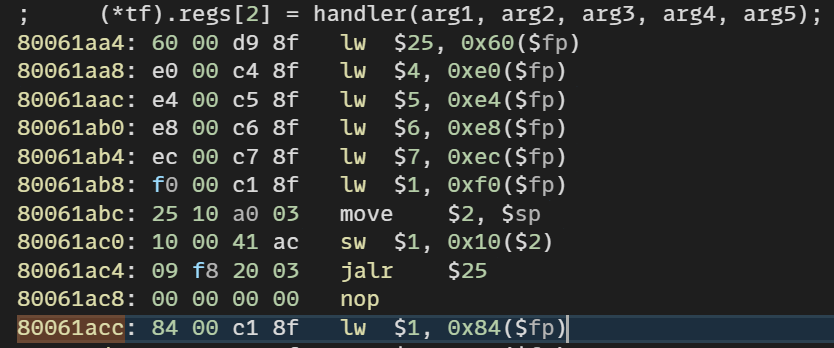 ;      (*tf).regs[2] = handler(arg1, arg2, arg3, arg4, arg5);
80061aa4: 60 00 d9 8f   lw  $25, 0x60($fp)
80061aa8: e0 00 c4 8f   lw  $4, 0xe0($fp)
80061aac: e4 00 c5 8f   lw  $5, 0xe4($fp)
80061ab0: e8 00 c6 8f   lw  $6, 0xe8($fp)
80061ab4: ec 00 c7 8f   lw  $7, 0xec($fp)
80061ab8: f0 00 c1 8f   lw  $1, 0xf0($fp)
80061abc: 25 10 a0 03   move    $2, $sp
80061ac0: 10 00 41 ac   sw  $1, 0x10($2)
80061ac4: 09 f8 20 03   jalr    $25
80061ac8: 00 00 00 00   nop
80061acc: 84 00 c1 8f   lw  $1, 0x84($fp)